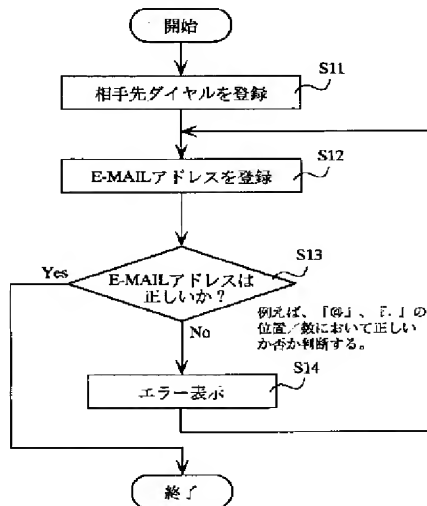 開始
S11
相手先ダイヤルを登録
S12
E-MAILアドレスを登録
S13
Yes
E-MAILアドレスは
正しいか？
例えば、「@」、「.」の
位置／数において正しい
か否か判断する。
No
S14
エラー表示
終了